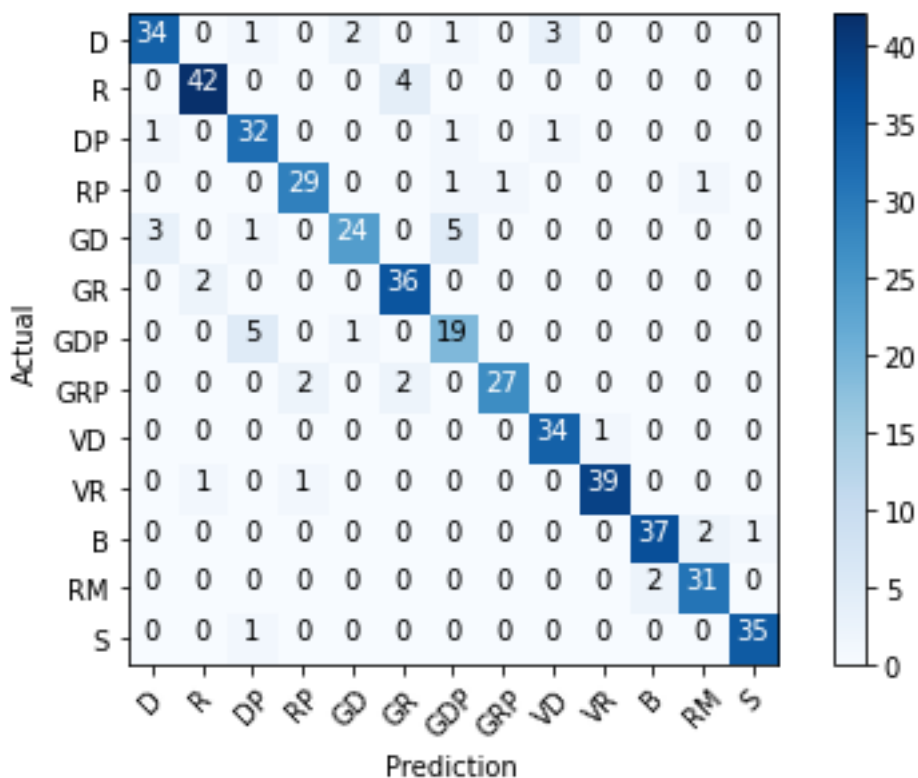 D 34 0 1 0 2 0 1 0 3 0 0 0 0
R 0 42 0 0 0 4 0 0 0 0 0 0 0
DP 1 0 32 0 0 0 1 0 1 0 0 0 0
RP 0 0 0 29 0 0 1 1 0 0 0 1 0
GD 3 0 1 0 24 0 5 0 0 0 0 0 0
GR 0 2 0 0 0 36 0 0 0 0 0 0 0
GDP 0 0 5 0 1 0 19 0 0 0 0 0 0
GRP 0 0 0 2 0 2 0 27 0 0 0 0 0
VD 0 0 0 0 0 0 0 0 34 1 0 0 0
VR 0 1 0 1 0 0 0 0 0 39 0 0 0
B 0 0 0 0 0 0 0 0 0 0 37 2 1
RM 0 0 0 0 0 0 0 0 0 0 2 31 0
S 0 0 1 0 0 0 0 0 0 0 0 0 35
D R DP RP GD GR GDP GRP VD VR B RM S
Prediction
Actual
40
35
30
25
20
15
10
5
0